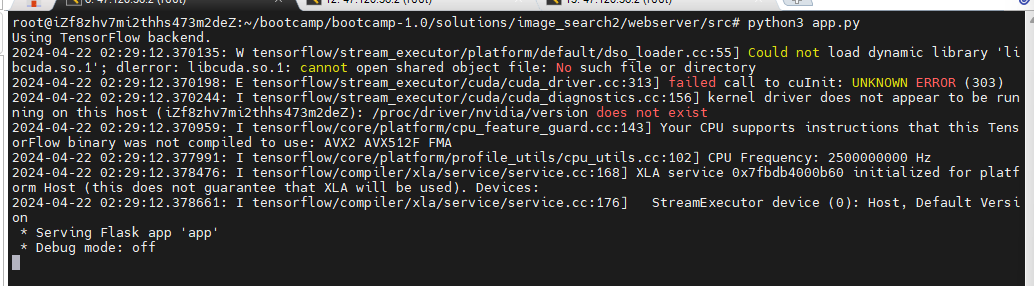 root@iZf8zhv7mi2thhs473m2deZ:~/bootcamp/bootcamp-1.0/solutions/image_search2/webserver/src# python3 app.py
Using TensorFlow backend.
2024-04-22 02:29:12.370135: W tensorflow/stream_executor/platform/default/dso_loader.cc:55] Could not load dynamic library 'li
bcuda.so.1'; dlerror: libcuda.so.1: cannot open shared object file: No such file or directory
2024-04-22 02:29:12.370198: E tensorflow/stream_executor/cuda/cuda_driver.cc:313] failed call to cuInit: UNKNOWN ERROR (303)
2024-04-22 02:29:12.370244: I tensorflow/stream_executor/cuda/cuda_diagnostics.cc:156] kernel driver does not appear to be run
ning on this host (iZf8zhv7mi2thhs473m2deZ): /proc/driver/nvidia/version does not exist
2024-04-22 02:29:12.370959: I tensorflow/core/platform/cpu_feature_guard.cc:143] Your CPU supports instructions that this Tens
orFlow binary was not compiled to use: AVX2 AVX512F FMA
2024-04-22 02:29:12.377991: I tensorflow/core/platform/profile_utils/cpu_utils.cc:102] CPU Frequency: 2500000000 Hz
2024-04-22 02:29:12.378476: I tensorflow/compiler/xla/service/service.cc:168] XLA service 0x7fbdb4000b60 initialized for platf
orm Host (this does not guarantee that XLA will be used). Devices:
2024-04-22 02:29:12.378661: I tensorflow/compiler/xla/service/service.cc:176]   StreamExecutor device (0): Host, Default Versi
on
 * Serving Flask app 'app'
 * Debug mode: off